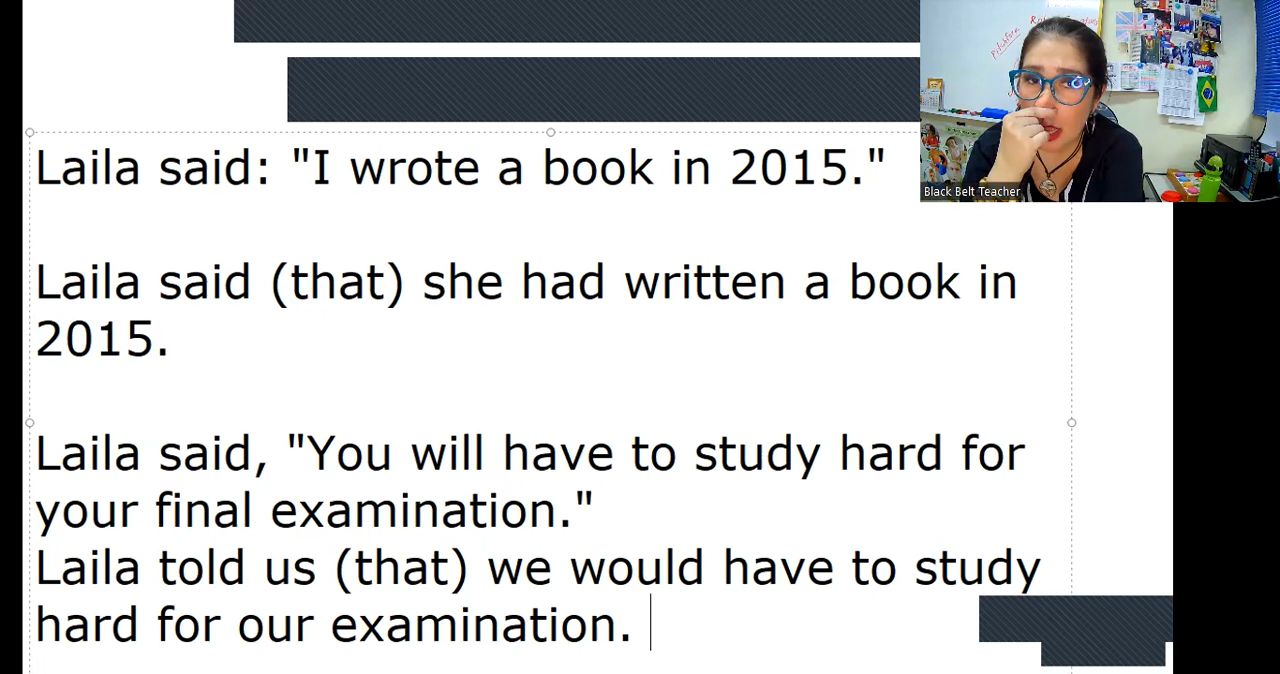 Laila said: "I wrote a book in 2015."
Laila said (that) she had written a book in
2015.
Laila said, "You will have to study hard for
your final examination."
Laila told us (that) we would have to study
hard for our examination.
Black Belt Teacher